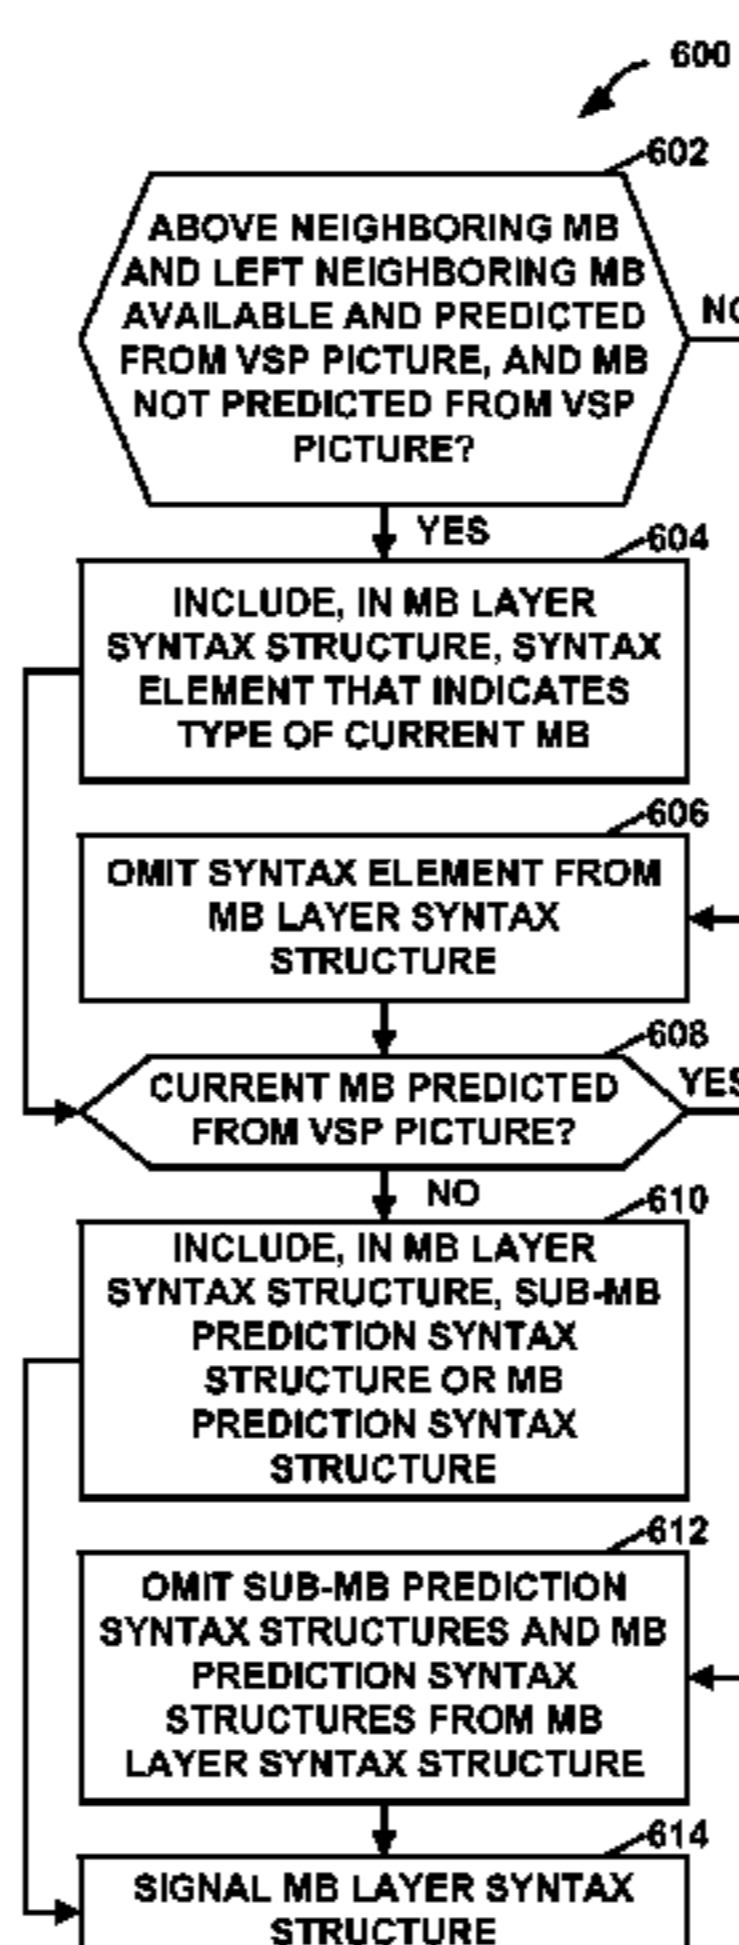 600
602
ABOVE NEIGHBORING MB
AND LEFT NEIGHBORING MB
AVAILABLE AND PREDICTED
FROM VSP PICTURE, AND MB
NOT PREDICTED FROM VSP
PICTURE?
NO
YES
604
INCLUDE, IN MB LAYER
SYNTAX STRUCTURE, SYNTAX
ELEMENT THAT INDICATES
TYPE OF CURRENT MB
606
OMIT SYNTAX ELEMENT FROM
MB LAYER SYNTAX
STRUCTURE
608
CURRENT MB PREDICTED
FROM VSP PICTURE?
YES
NO
610
INCLUDE, IN MB LAYER
SYNTAX STRUCTURE, SUB-MB
PREDICTION SYNTAX
STRUCTURE OR MB
PREDICTION SYNTAX
STRUCTURE
612
OMIT SUB-MB PREDICTION
SYNTAX STRUCTURES AND MB
PREDICTION SYNTAX
STRUCTURES FROM MB
LAYER SYNTAX STRUCTURE
614
SIGNAL MB LAYER SYNTAX
STRUCTURE